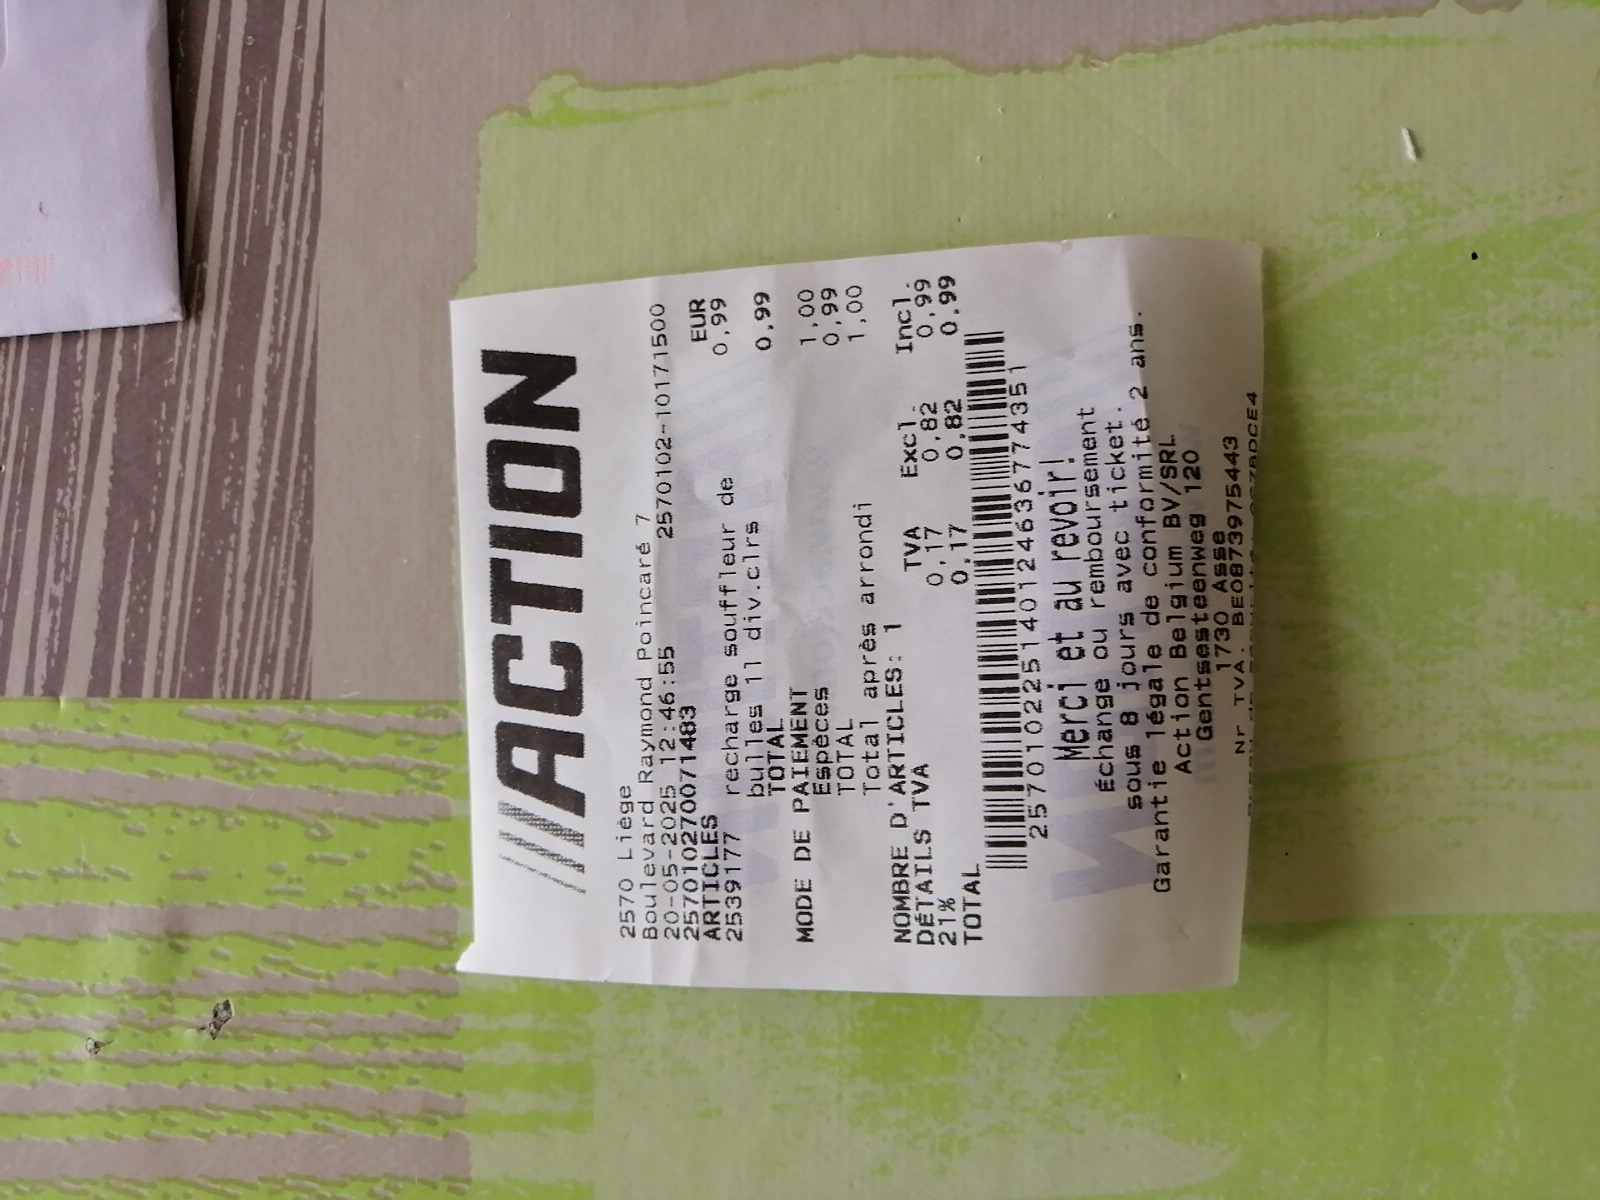 ACTION
2570 Liège
Boulevard Raymond Poincaré 7
20-05-2025 12:46:55 2570102-10171500
257010270071483
ARTICLES EUR
2539177 0,99
recharge souffleur de
bulles 1l div.clrs
TOTAL 0,99
MODE DE PAIEMENT
Espèces 1,00
TOTAL 0,99
Total après arrondi 1,00
NOMBRE D'ARTICLES: 1
DÉTAILS TVA TVA Excl. Incl.
21% 0,17 0,82 0,99
TOTAL 0,17 0,82 0,99
2570102251401246367774351
Merci et au revoir!
Échange ou remboursement
sous 8 jours avec ticket.
Garantie légale de conformité 2 ans.
Action Belgium BV/SRL
Gentsesteenweg 120
1730 Asse
Nr TVA: BE0873975443